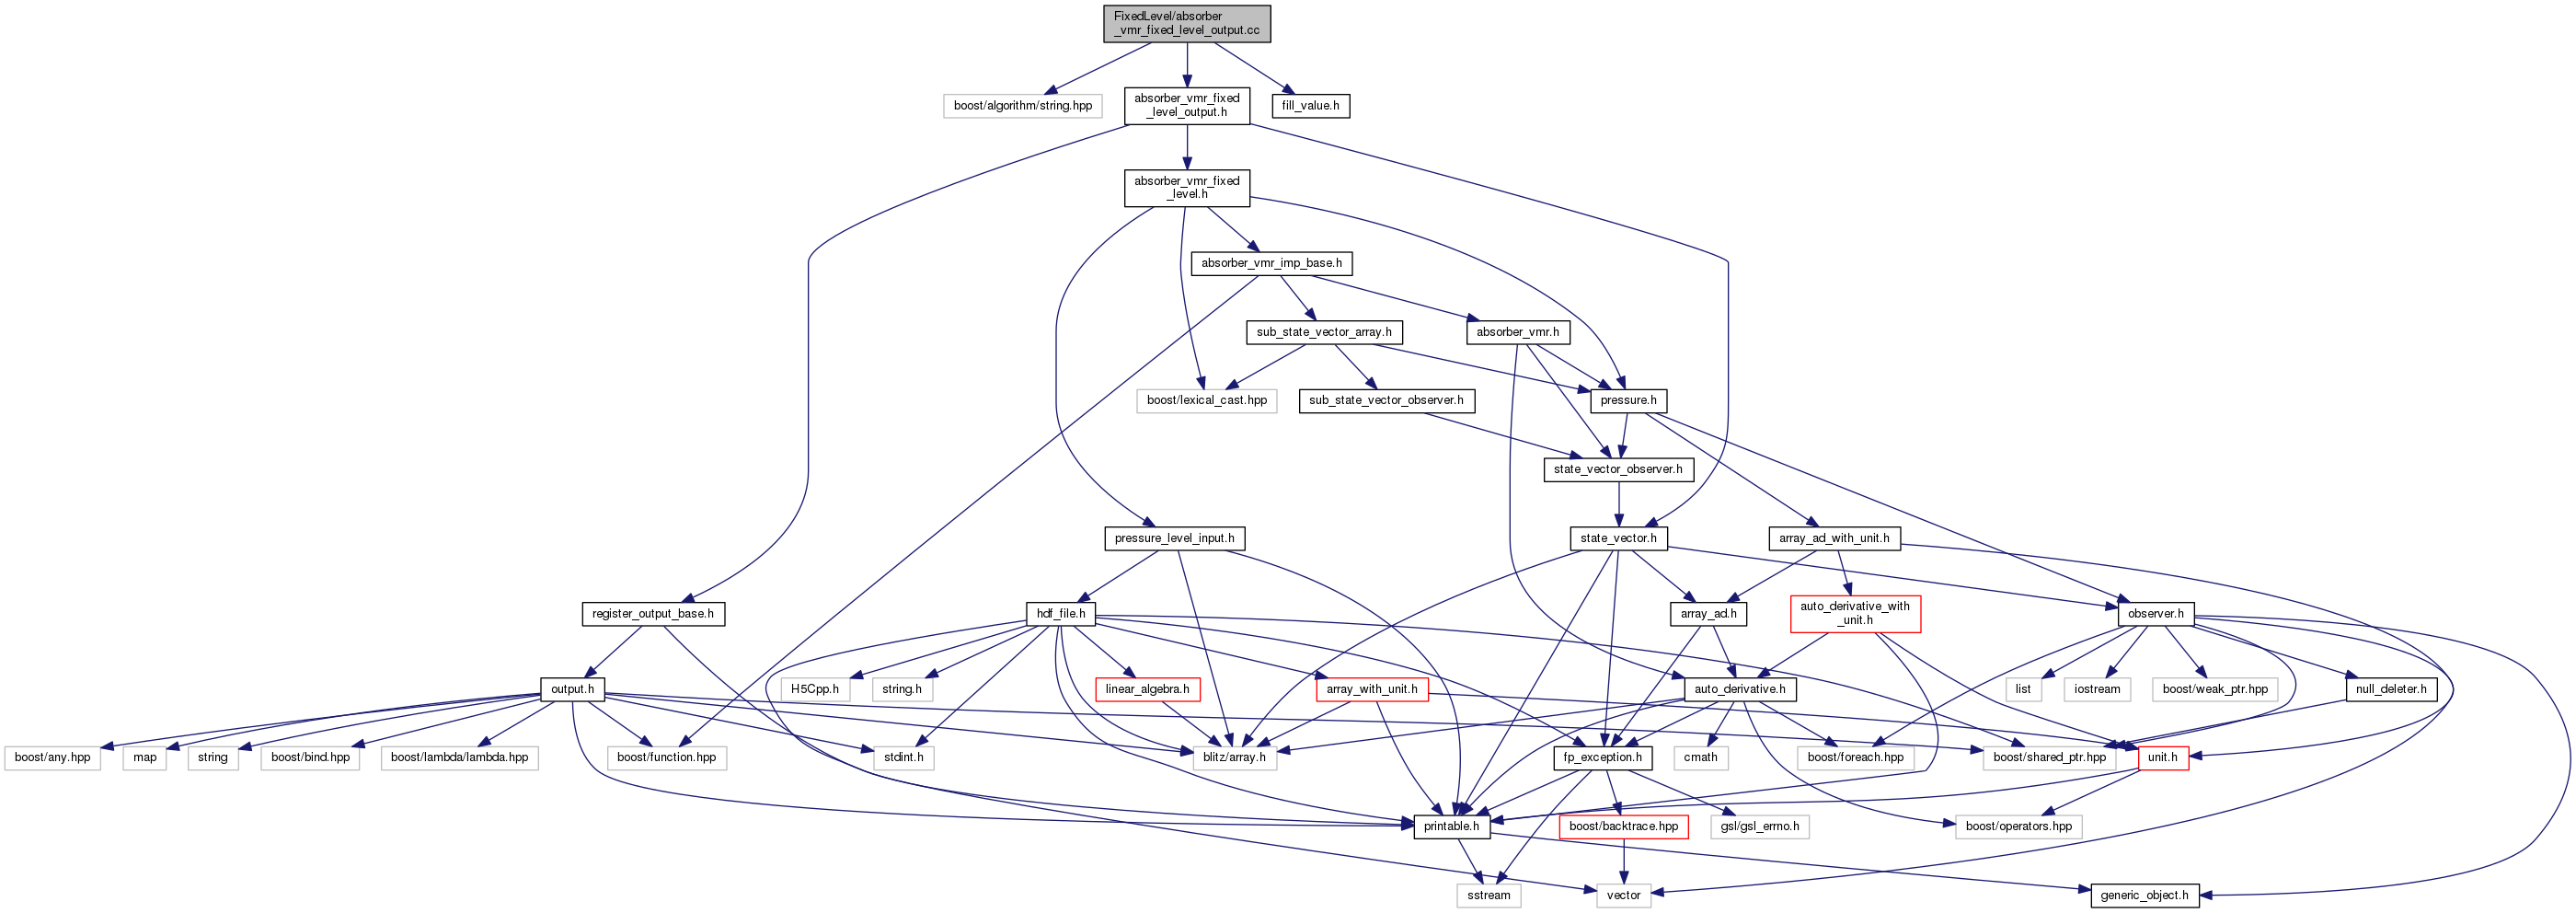 FixedLevel/absorber
_vmr_fixed_level_output.cc
boost/algorithm/string.hpp
absorber_vmr_fixed
_level_output.h
fill_value.h
absorber_vmr_fixed
_level.h
absorber_vmr_imp_base.h
sub_state_vector_array.h
absorber_vmr.h
boost/lexical_cast.hpp
sub_state_vector_observer.h
pressure.h
state_vector_observer.h
pressure_level_input.h
state_vector.h
array_ad_with_unit.h
register_output_base.h
hdf_file.h
array_ad.h
auto_derivative_with
_unit.h
observer.h
output.h
H5Cpp.h
string.h
linear_algebra.h
array_with_unit.h
auto_derivative.h
list
iostream
boost/weak_ptr.hpp
null_deleter.h
boost/any.hpp
map
string
boost/bind.hpp
boost/lambda/lambda.hpp
boost/function.hpp
stdint.h
blitz/array.h
fp_exception.h
cmath
boost/foreach.hpp
boost/shared_ptr.hpp
unit.h
printable.h
boost/backtrace.hpp
gsl/gsl_errno.h
boost/operators.hpp
sstream
vector
generic_object.h